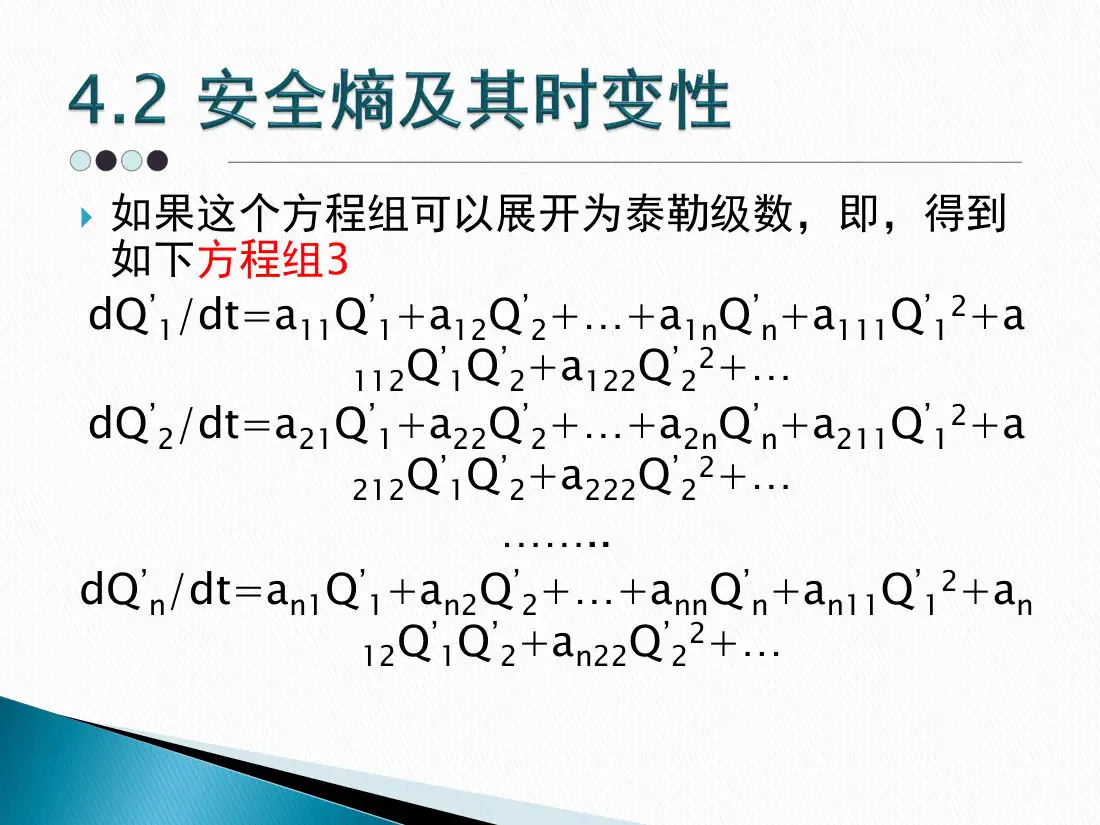 4.2 安全熵及其时变性
如果这个方程组可以展开为泰勒级数，即，得到
如下方程组3
dQ’₁/dt=a₁₁Q’₁+a₁₂Q’₂+…+a₁ₙQ’ₙ+a₁₁₁Q’₁²+a
₁₁₂Q’₁Q’₂+a₁₂₂Q’₂²+…
dQ’₂/dt=a₂₁Q’₁+a₂₂Q’₂+…+a₂ₙQ’ₙ+a₂₁₁Q’₁²+a
₂₁₂Q’₁Q’₂+a₂₂₂Q’₂²+…
……..
dQ’ₙ/dt=aₙ₁Q’₁+aₙ₂Q’₂+…+aₙₙQ’ₙ+aₙ₁₁Q’₁²+aₙ
₁₂Q’₁Q’₂+aₙ₂₂Q’₂²+…